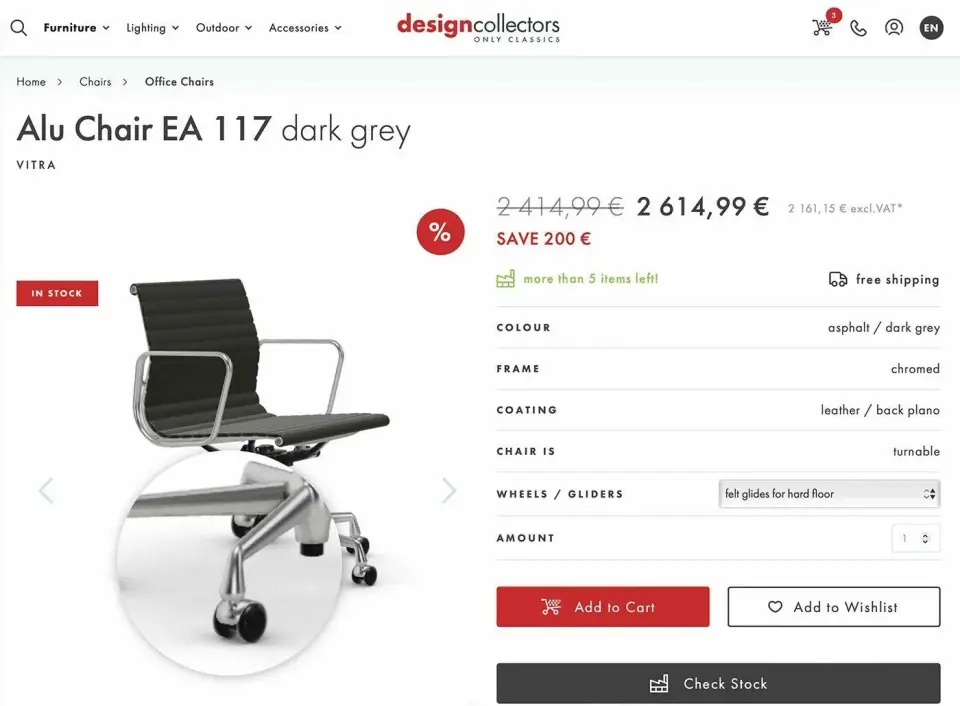 Furniture Lighting Outdoor Accessories
designcollectors
ONLY CLASSICS
3
EN
Home > Chairs > Office Chairs
Alu Chair EA 117 dark grey
VITRA
2 414,99 € 2 614,99 € 2 161,15 € excl.VAT*
%
SAVE 200 €
IN STOCK
more than 5 items left!
free shipping
COLOUR asphalt / dark grey
FRAME chromed
COATING leather / back plano
CHAIR IS turnable
WHEELS / GLIDERS felt glides for hard floor
AMOUNT 1
Add to Cart
Add to Wishlist
Check Stock